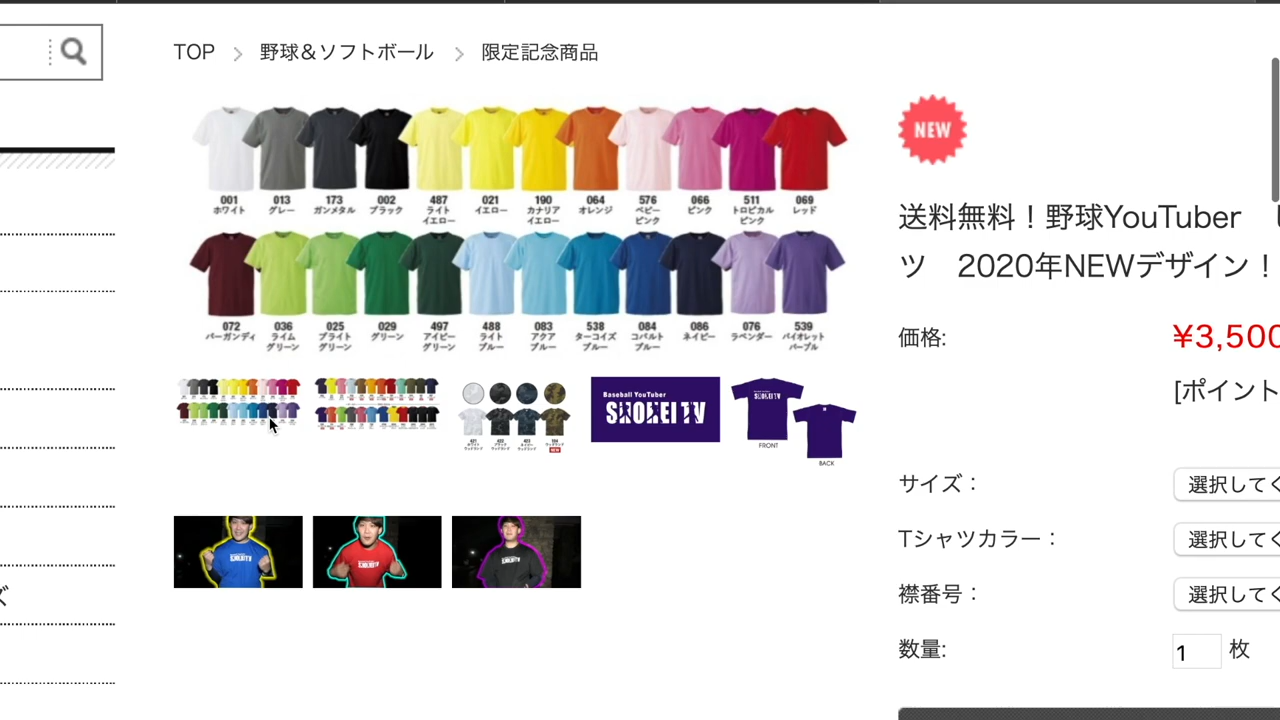 TOP > 野球&ソフトボール > 限定記念商品
001 013 173 002 487 021 190 064 576 066 511 069
ホワイト グレー ガンメタル ブラック ライトイエロー イエロー カナリアイエロー オレンジ ベビーピンク ピンク トロピカルピンク レッド
072 036 025 029 497 488 083 538 084 086 076 539
バーガンディ ライムグリーン ブライトグリーン グリーン アイビーグリーン ライトブルー アクアブルー ターコイズブルー コバルトブルー ネイビー ラベンダー バイオレットパープル
Baseball YouTuber
SHOHEI TV
FRONT
BACK
NEW
送料無料!野球YouTuber
ツ 2020年NEWデザイン!
価格: ¥3,500
[ポイント
サイズ: 選択してく
Tシャツカラー: 選択してく
襟番号: 選択してく
数量: 1 枚
ズ